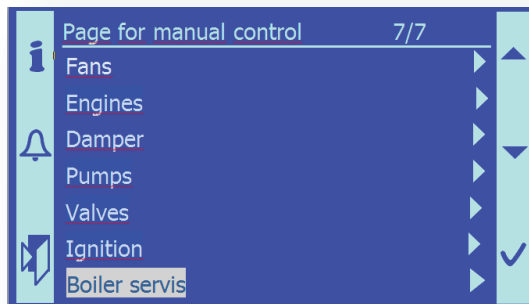 Page for manual control 7/7
Fans
Engines
Damper
Pumps
Valves
Ignition
Boiler servis